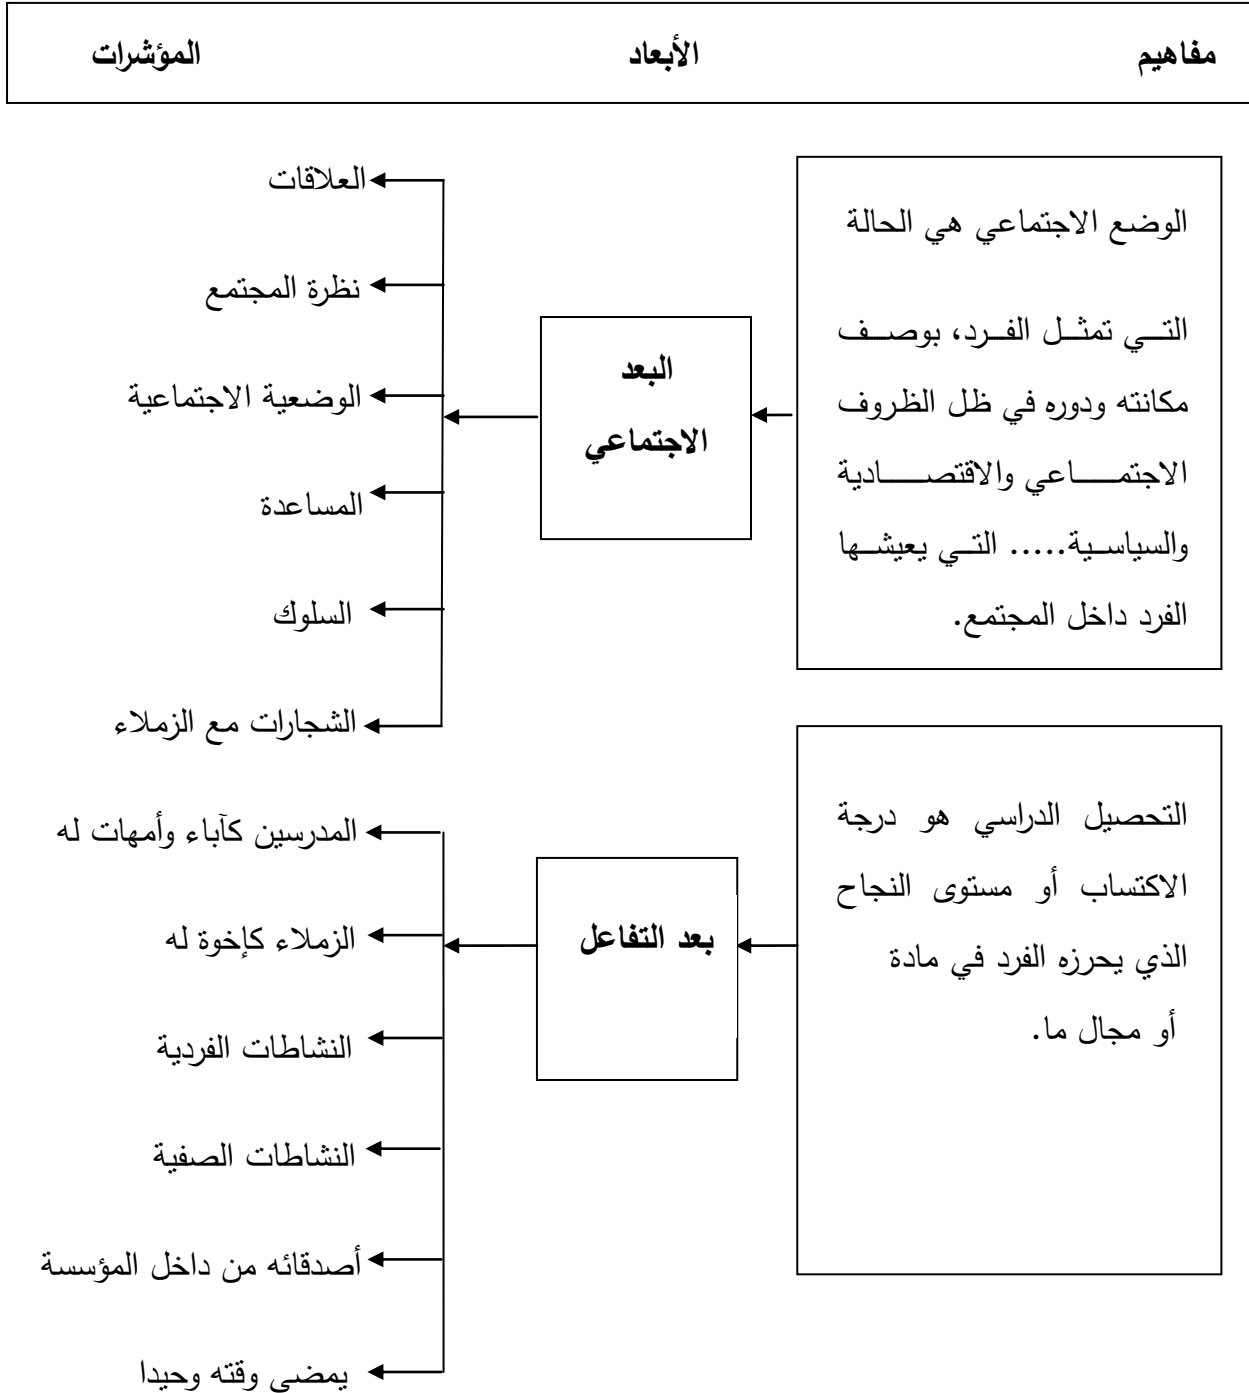 مفاهيم الأبعاد المؤشرات
الوضع الاجتماعي هي الحالة
التي تمثل الفرد، بوصف
مكانته ودوره في ظل الظروف
الاجتماعي والاقتصادية
والسياسية..... التي يعيشها
الفرد داخل المجتمع.
البعد
الاجتماعي
العلاقات
نظرة المجتمع
الوضعية الاجتماعية
المساعدة
السلوك
الشجارات مع الزملاء
التحصيل الدراسي هو درجة
الاكتساب أو مستوى النجاح
الذي يحرزه الفرد في مادة
أو مجال ما.
بعد التفاعل
المدرسين كآباء وأمهات له
الزملاء كإخوة له
النشاطات الفردية
النشاطات الصفية
أصدقائه من داخل المؤسسة
يمضي وقته وحيدا